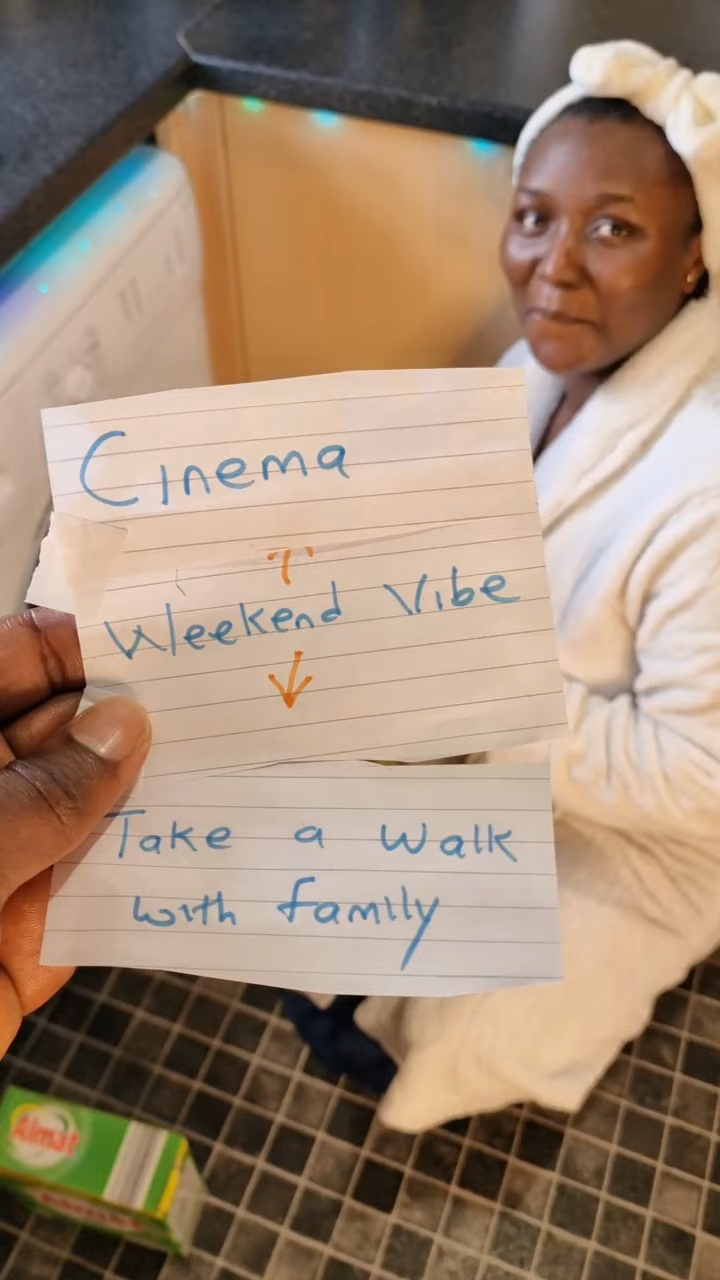 Cinema
↑
Weekend Vibe
↓
Take a Walk
with family
Almat